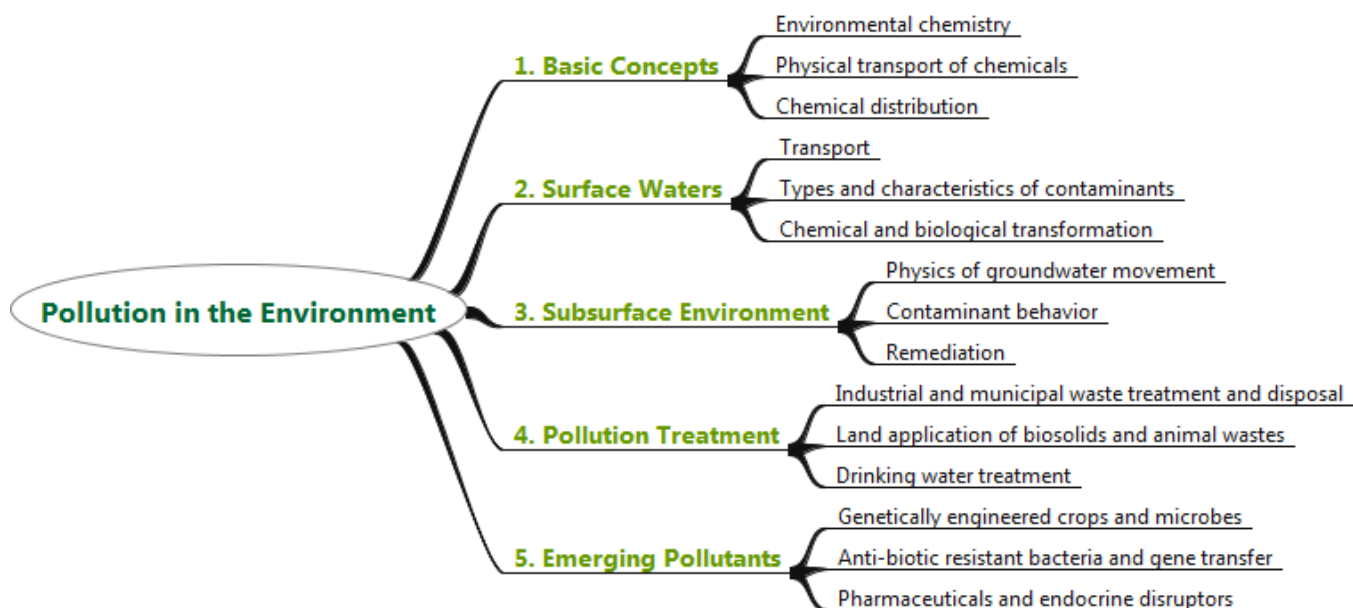 Pollution in the Environment
1. Basic Concepts
Environmental chemistry
Physical transport of chemicals
Chemical distribution
2. Surface Waters
Transport
Types and characteristics of contaminants
Chemical and biological transformation
3. Subsurface Environment
Physics of groundwater movement
Contaminant behavior
Remediation
4. Pollution Treatment
Industrial and municipal waste treatment and disposal
Land application of biosolids and animal wastes
Drinking water treatment
5. Emerging Pollutants
Genetically engineered crops and microbes
Anti-biotic resistant bacteria and gene transfer
Pharmaceuticals and endocrine disruptors